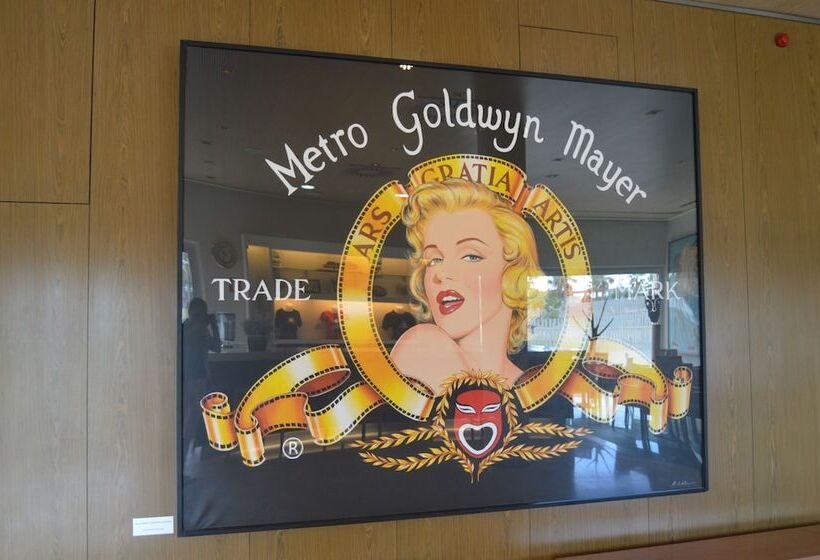 Metro Goldwyn Mayer
ARS GRATIA ARTIS
TRADE MARK
®